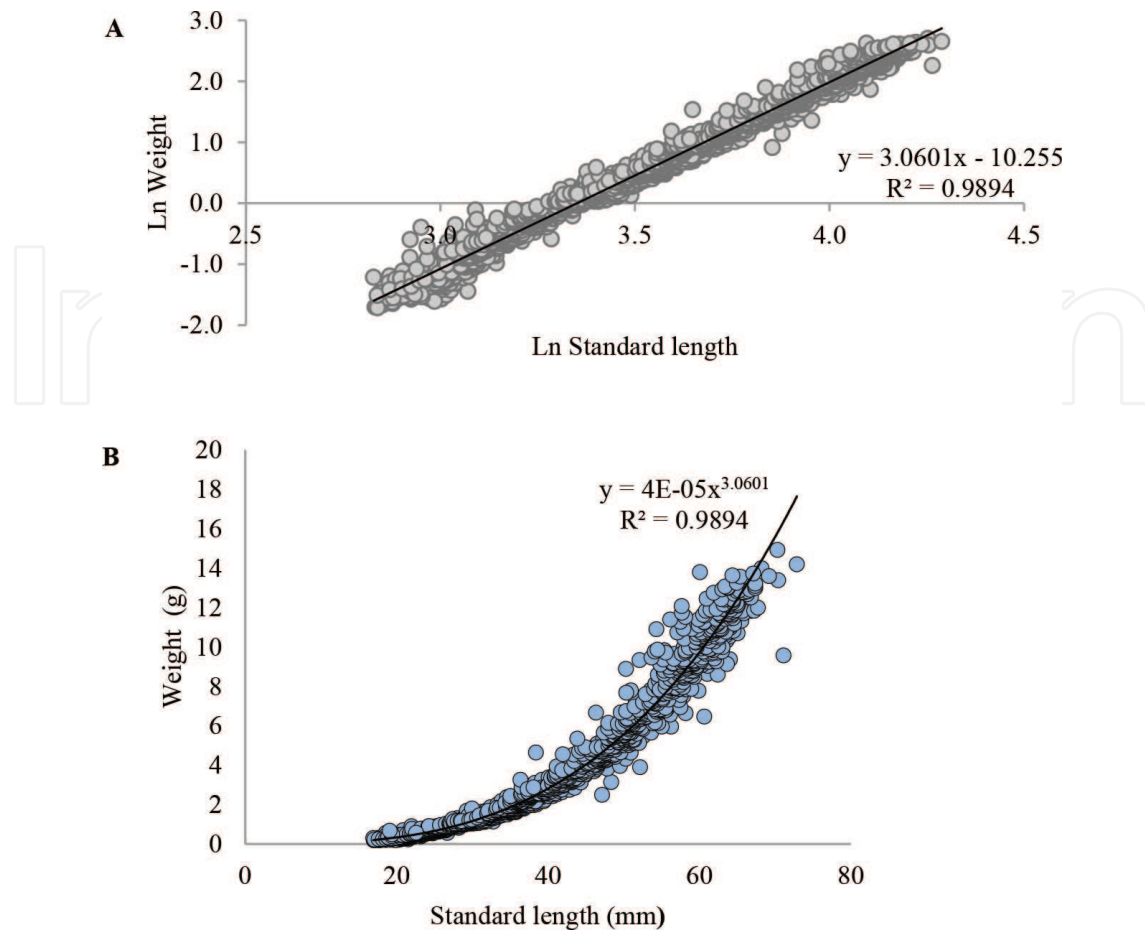 A
3.0
2.0
1.0
0.0
-1.0
-2.0
Ln Weight
2.5 3.0 3.5 4.0 4.5
y = 3.0601x - 10.255
R² = 0.9894
Ln Standard length
B
20
18
16
14
12
10
8
6
4
2
0
Weight (g)
y = 4E-05x^3.0601
R² = 0.9894
0 20 40 60 80
Standard length (mm)